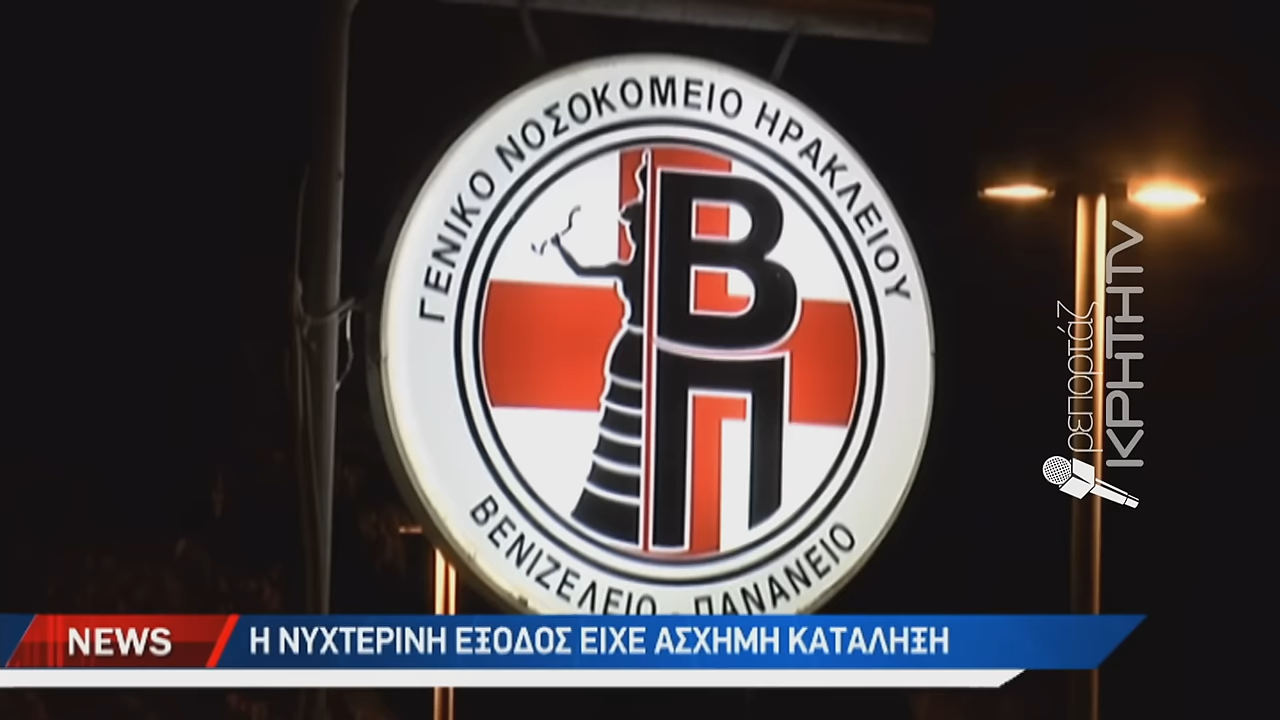 ΓΕΝΙΚΟ ΝΟΣΟΚΟΜΕΙΟ ΗΡΑΚΛΕΙΟΥ
ΒΠ
ΒΕΝΙΖΕΛΕΙΟ - ΠΑΝΑΝΕΙΟ
ρεπορτάζ
ΚΡΗΤΗTV
NEWS
Η ΝΥΧΤΕΡΙΝΗ ΕΞΟΔΟΣ ΕΙΧΕ ΑΣΧΗΜΗ ΚΑΤΑΛΗΞΗ